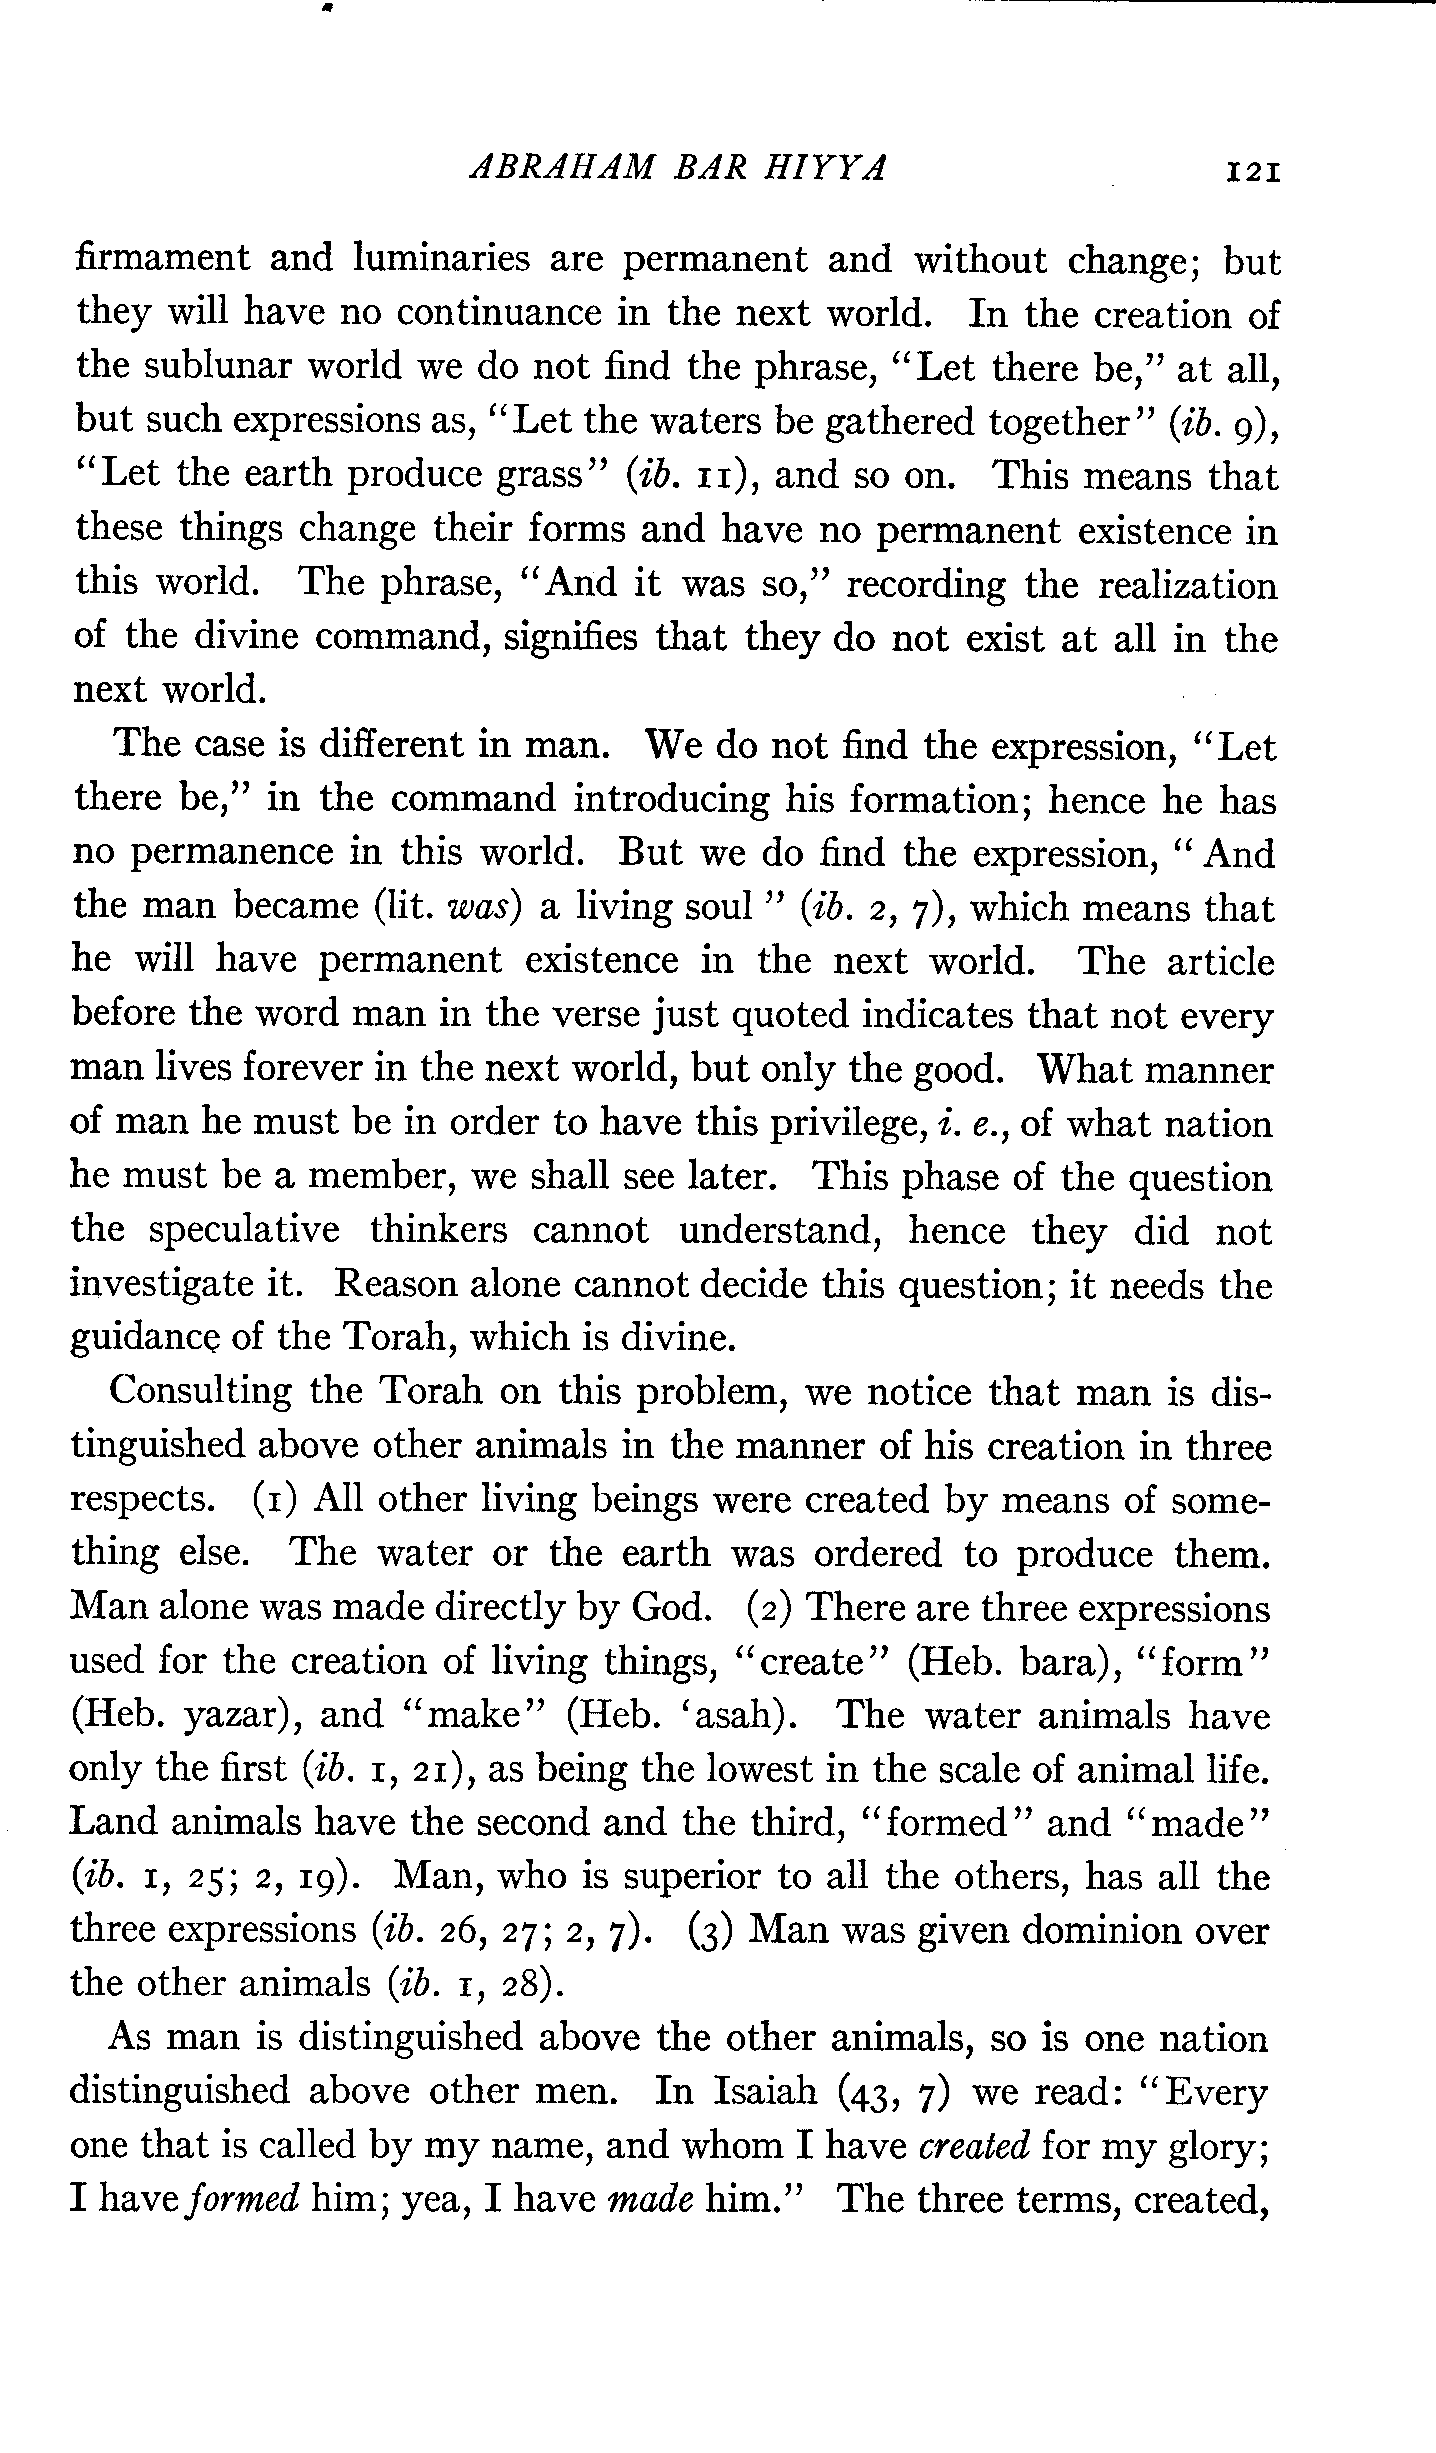 ABRAHAM BAR HIYYA 121
firmament and luminaries are permanent and without change; but
they will have no continuance in the next world. In the creation of
the sublunar world we do not find the phrase, "Let there be," at all,
but such expressions as, "Let the waters be gathered together" (ib. 9),
"Let the earth produce grass" (ib. 11), and so on. This means that
these things change their forms and have no permanent existence in
this world. The phrase, "And it was so," recording the realization
of the divine command, signifies that they do not exist at all in the
next world.
The case is different in man. We do not find the expression, "Let
there be," in the command introducing his formation; hence he has
no permanence in this world. But we do find the expression, " And
the man became (lit. was) a living soul " (ib. 2, 7), which means that
he will have permanent existence in the next world. The article
before the word man in the verse just quoted indicates that not every
man lives forever in the next world, but only the good. What manner
of man he must be in order to have this privilege, i. e., of what nation
he must be a member, we shall see later. This phase of the question
the speculative thinkers cannot understand, hence they did not
investigate it. Reason alone cannot decide this question; it needs the
guidance of the Torah, which is divine.
Consulting the Torah on this problem, we notice that man is dis-
tinguished above other animals in the manner of his creation in three
respects. (1) All other living beings were created by means of some-
thing else. The water or the earth was ordered to produce them.
Man alone was made directly by God. (2) There are three expressions
used for the creation of living things, "create" (Heb. bara), "form"
(Heb. yazar), and "make" (Heb. ‘asah). The water animals have
only the first (ib. 1, 21), as being the lowest in the scale of animal life.
Land animals have the second and the third, "formed" and "made"
(ib. 1, 25; 2, 19). Man, who is superior to all the others, has all the
three expressions (ib. 26, 27; 2, 7). (3) Man was given dominion over
the other animals (ib. 1, 28).
As man is distinguished above the other animals, so is one nation
distinguished above other men. In Isaiah (43, 7) we read: "Every
one that is called by my name, and whom I have created for my glory;
I have formed him; yea, I have made him." The three terms, created,